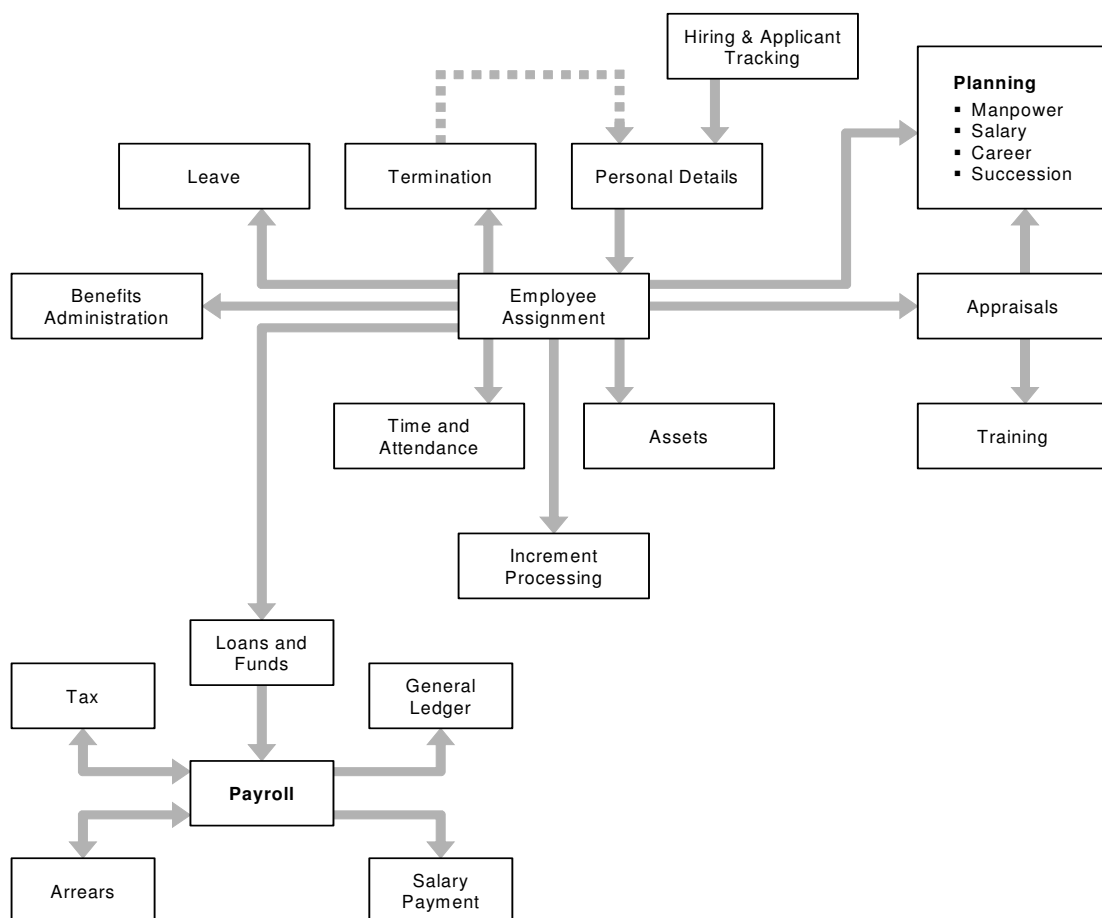 Hiring & Applicant
Tracking
Planning
▪ Manpower
▪ Salary
▪ Career
▪ Succession
Leave
Termination
Personal Details
Benefits
Administration
Employee
Assignment
Appraisals
Time and
Attendance
Assets
Training
Increment
Processing
Loans and
Funds
Tax
General
Ledger
Payroll
Arrears
Salary
Payment